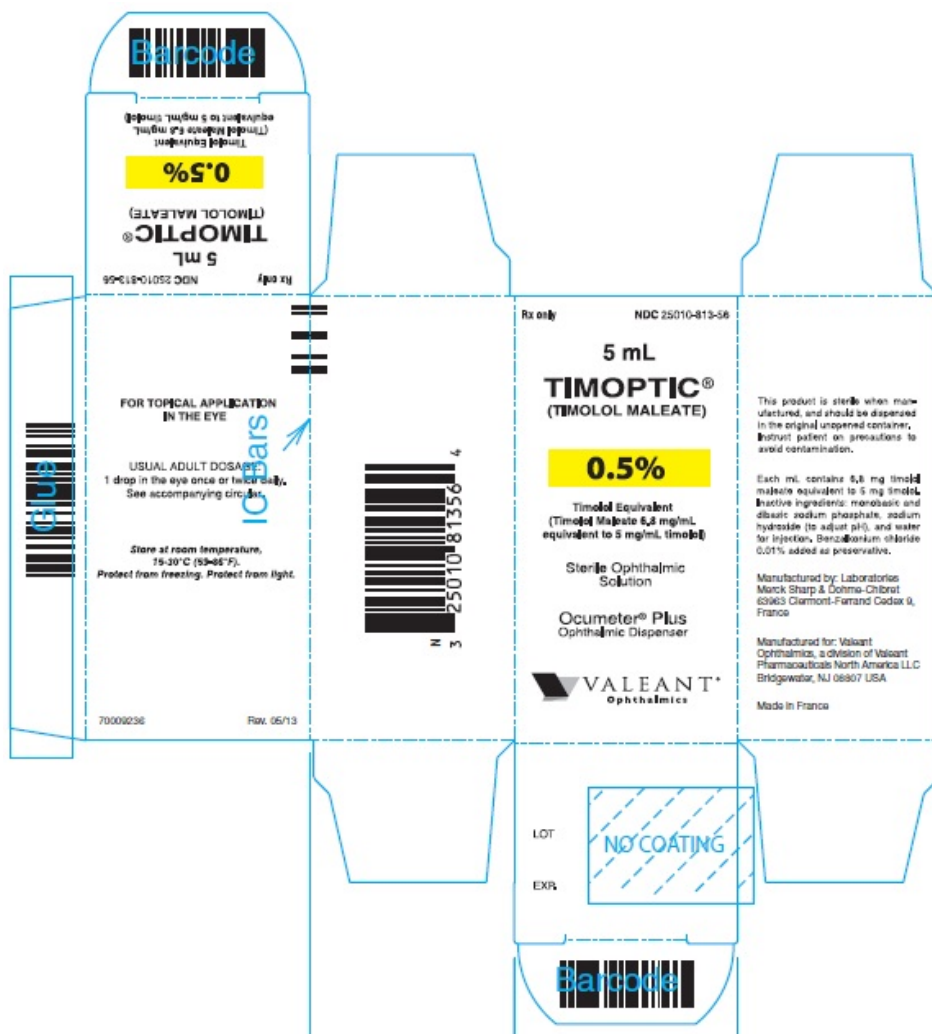 Barcode
Timolol Equivalent
(Timolol Maleate 6.8 mg/mL
equivalent to 5 mg/mL timolol)
0.5%
(TIMOLOL MALEATE)
TIMOPTIC®
5 mL
Rx only NDC 25010-813-56
Glue
FOR TOPICAL APPLICATION
IN THE EYE
USUAL ADULT DOSAGE:
1 drop in the eye once or twice daily.
See accompanying circular.
Store at room temperature,
15-30°C (59-86°F).
Protect from freezing. Protect from light.
70009236 Rev. 05/13
IC Bars
N
3 25010 81356 4
Rx only NDC 25010-813-56
5 mL
TIMOPTIC®
(TIMOLOL MALEATE)
0.5%
Timolol Equivalent
(Timolol Maleate 6.8 mg/mL
equivalent to 5 mg/mL timolol)
Sterile Ophthalmic
Solution
Ocumeter® Plus
Ophthalmic Dispenser
VALEANT
Ophthalmics
This product is sterile when man-
ufactured, and should be dispensed
in the original unopened container.
Instruct patient on precautions to
avoid contamination.
Each mL contains 6.8 mg timolol
maleate equivalent to 5 mg timolol.
Inactive ingredients: monobasic and
dibasic sodium phosphate, sodium
hydroxide (to adjust pH), and water
for injection. Benzalkonium chloride
0.01% added as preservative.
Manufactured by: Laboratories
Merck Sharp & Dohme-Chibret
63963 Clermont-Ferrand Cedex 9,
France
Manufactured for: Valeant
Ophthalmics, a division of Valeant
Pharmaceuticals North America LLC
Bridgewater, NJ 08807 USA
Made in France
LOT
EXP.
NO COATING
Barcode